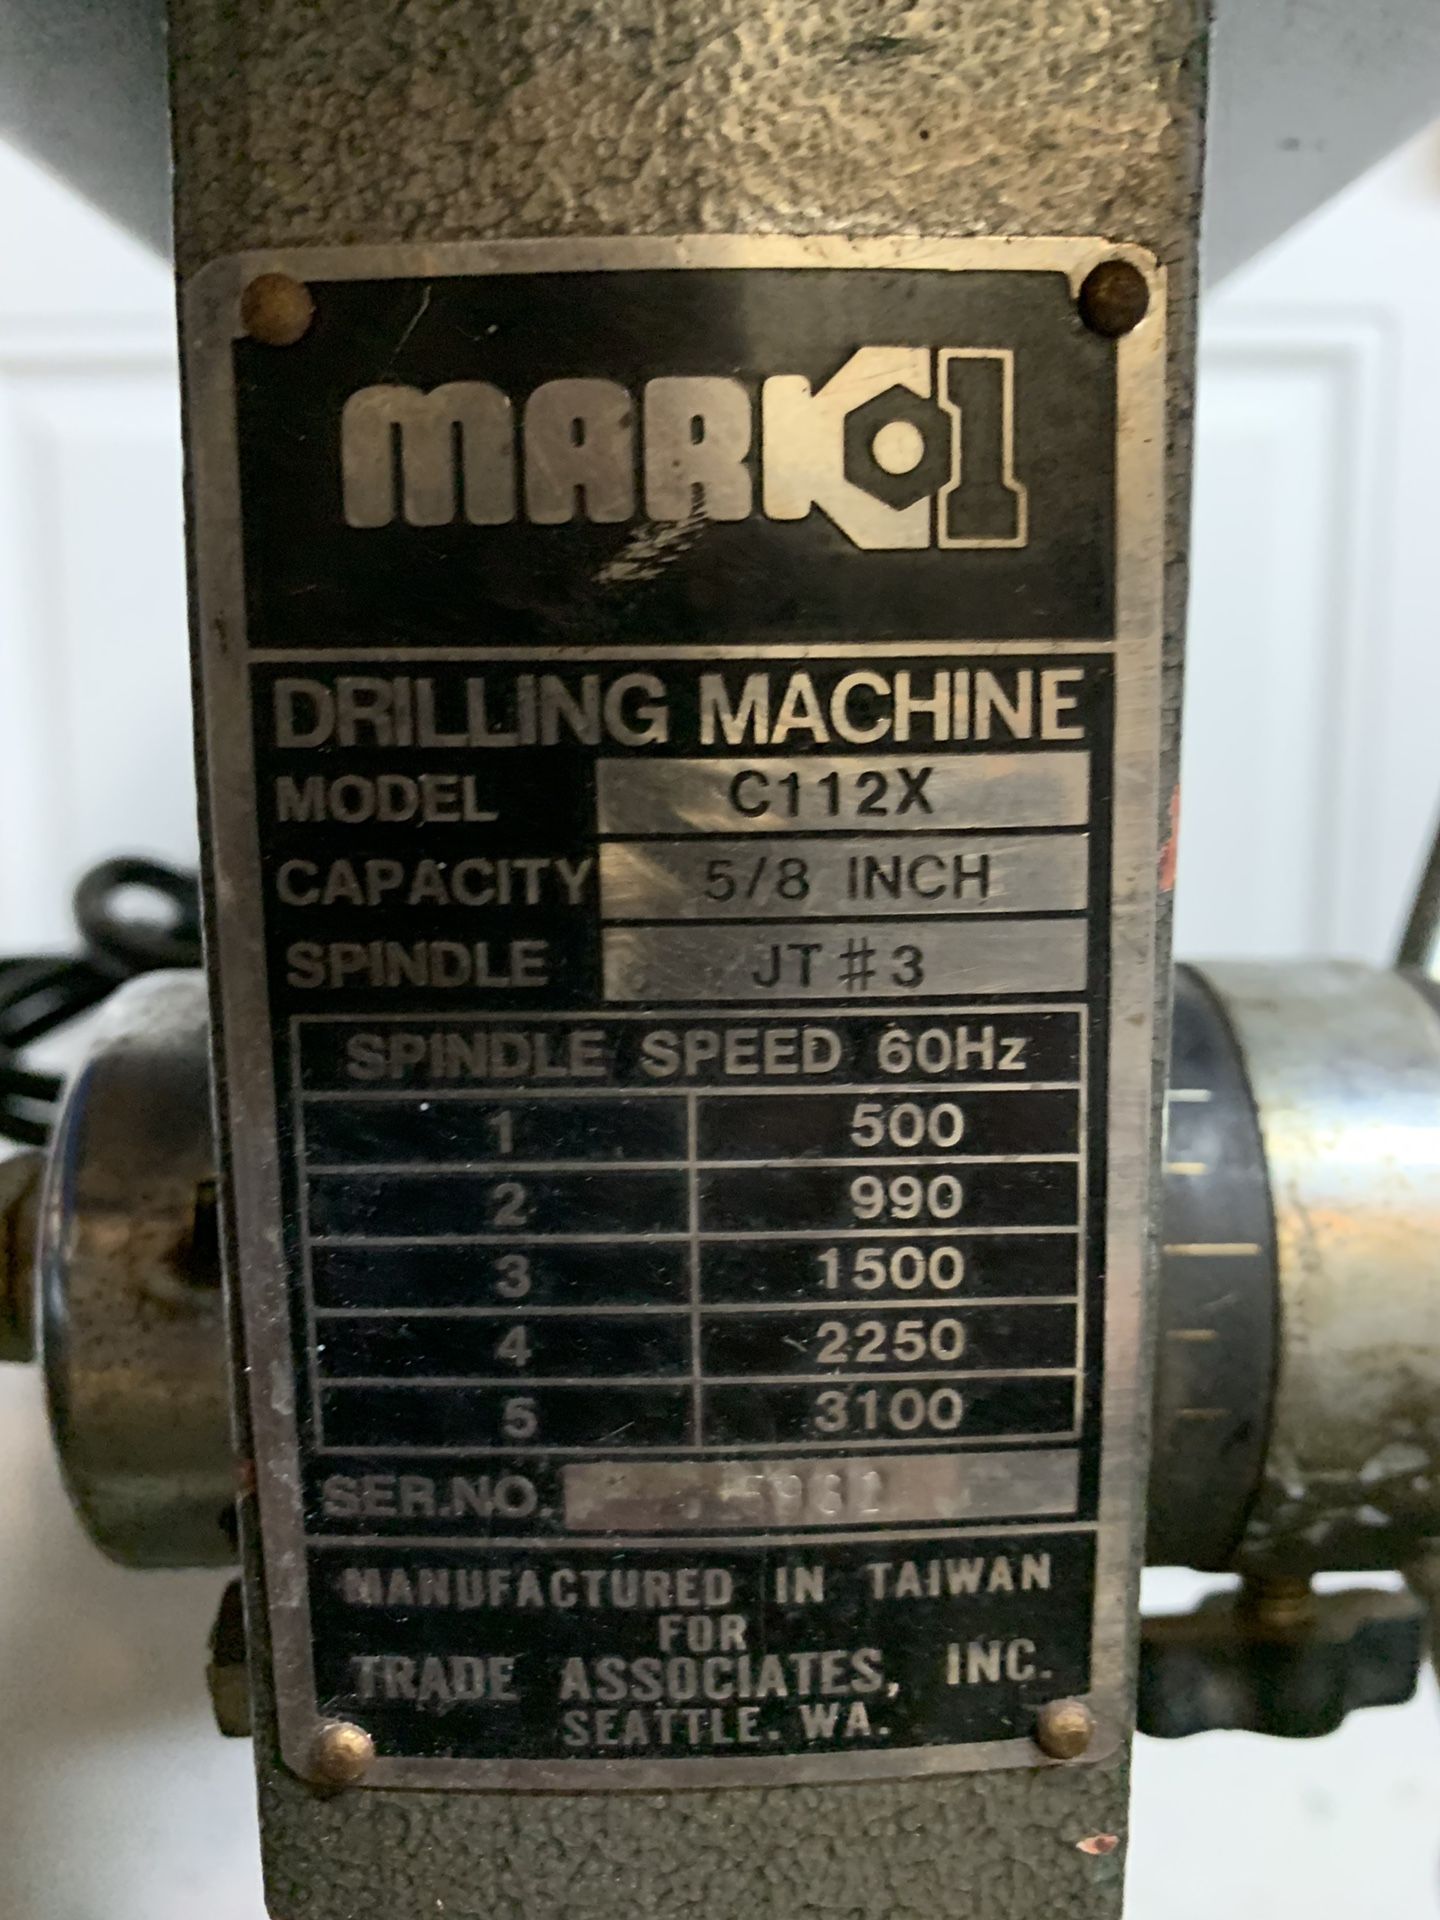 MARK 1
DRILLING MACHINE
MODEL C112X
CAPACITY 5/8 INCH
SPINDLE JT#3
SPINDLE SPEED 60Hz
1 500
2 990
3 1500
4 2250
5 3100
SER.NO.
MANUFACTURED IN TAIWAN
FOR
TRADE ASSOCIATES, INC.
SEATTLE. WA.